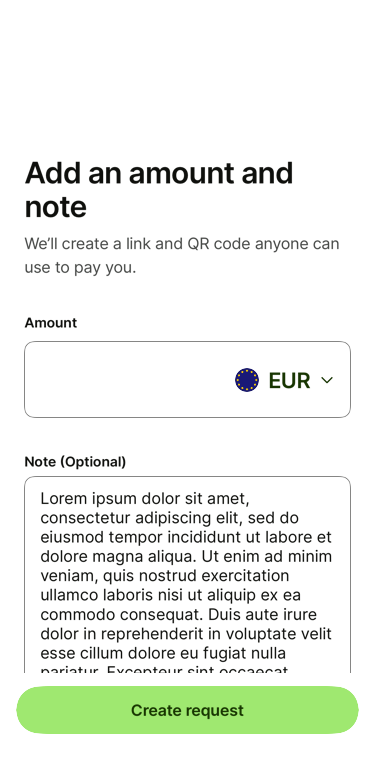 Add an amount and
note
We’ll create a link and QR code anyone can
use to pay you.
Amount
EUR
Note (Optional)
Lorem ipsum dolor sit amet,
consectetur adipiscing elit, sed do
eiusmod tempor incididunt ut labore et
dolore magna aliqua. Ut enim ad minim
veniam, quis nostrud exercitation
ullamco laboris nisi ut aliquip ex ea
commodo consequat. Duis aute irure
dolor in reprehenderit in voluptate velit
esse cillum dolore eu fugiat nulla
pariatur. Excepteur sint occaecat
Create request